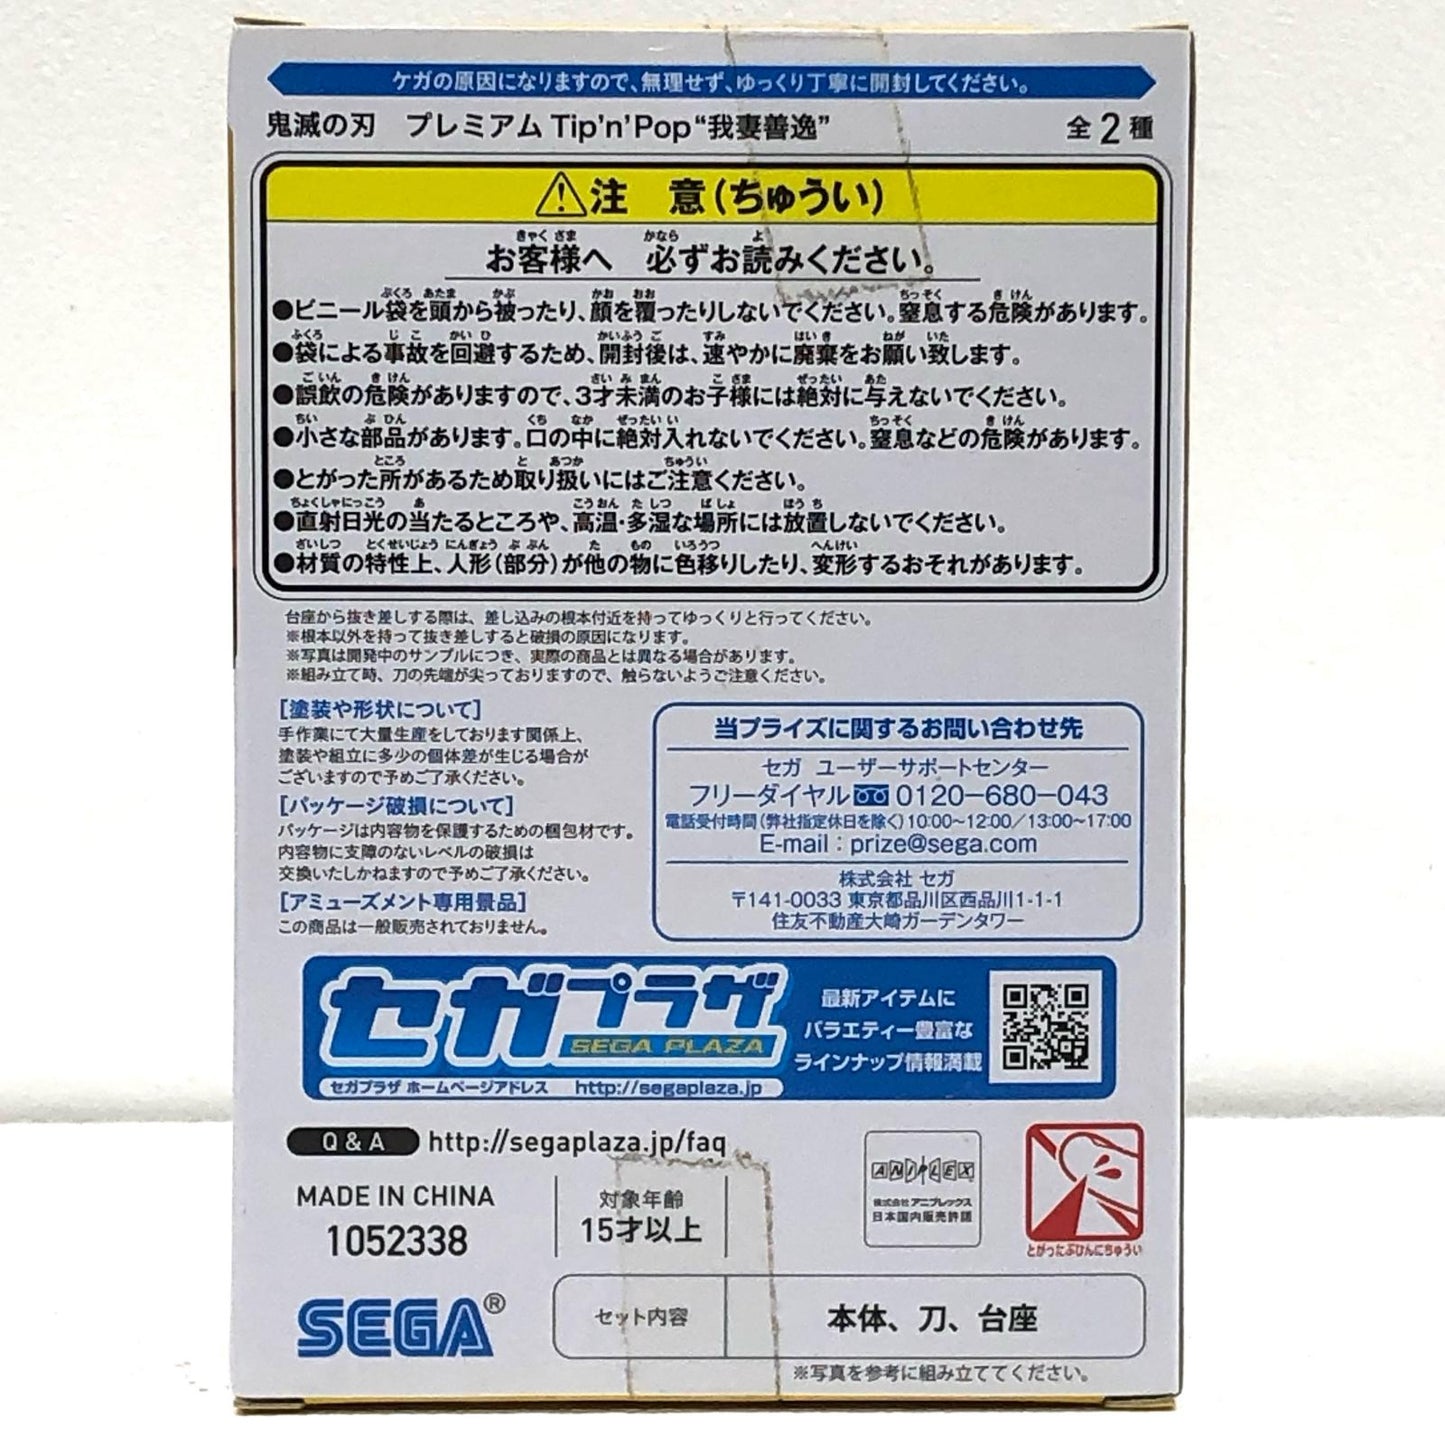 ケガの原因になりますので、無理せず、ゆっくり丁寧に開封してください。
鬼滅の刃　プレミアム Tip’n’Pop “我妻善逸”　全2種
注　意(ちゅうい)
お客様へ　必ずお読みください。
●ビニール袋を頭から被ったり、顔を覆ったりしないでください。窒息する危険があります。
●袋による事故を回避するため、開封後は、速やかに廃棄をお願い致します。
●誤飲の危険がありますので、3才未満のお子様には絶対に与えないでください。
●小さな部品があります。口の中に絶対入れないでください。窒息などの危険があります。
●とがった所があるため取り扱いにはご注意ください。
●直射日光の当たるところや、高温・多湿な場所には放置しないでください。
●材質の特性上、人形(部分)が他の物に色移りしたり、変形するおそれがあります。
台座から抜き差しする際は、差し込みの根本付近を持ってゆっくりと行ってください。
※根本以外を持って抜き差しすると破損の原因になります。
※写真は開発中のサンプルにつき、実際の商品とは異なる場合があります。
※組み立て時、刀の先端が尖っておりますので、触らないようご注意ください。
[塗装や形状について]
手作業にて大量生産をしております関係上、
塗装や組立に多少の個体差が生じる場合が
ございますので予めご了承ください。
[パッケージ破損について]
パッケージは内容物を保護するための梱包材です。
内容物に支障のないレベルの破損は
交換いたしかねますので予めご了承ください。
[アミューズメント専用景品]
この商品は一般販売されておりません。
当プライズに関するお問い合わせ先
セガ ユーザーサポートセンター
フリーダイヤル 0120-680-043
電話受付時間(弊社指定休日を除く)10:00~12:00/13:00~17:00
E-mail：prize@sega.com
株式会社 セガ
〒141-0033 東京都品川区西品川1-1-1
住友不動産大崎ガーデンタワー
セガプラザ
SEGA PLAZA
セガプラザ ホームページアドレス　http://segaplaza.jp
最新アイテムに
バラエティー豊富な
ラインナップ情報満載
Q & A http://segaplaza.jp/faq
MADE IN CHINA
1052338
対象年齢
15才以上
ANIPLEX
株式会社 アニプレックス
日本国内販売許諾
とがったぶひんにちゅうい
SEGA®
セット内容　本体、刀、台座
※写真を参考に組み立ててください。